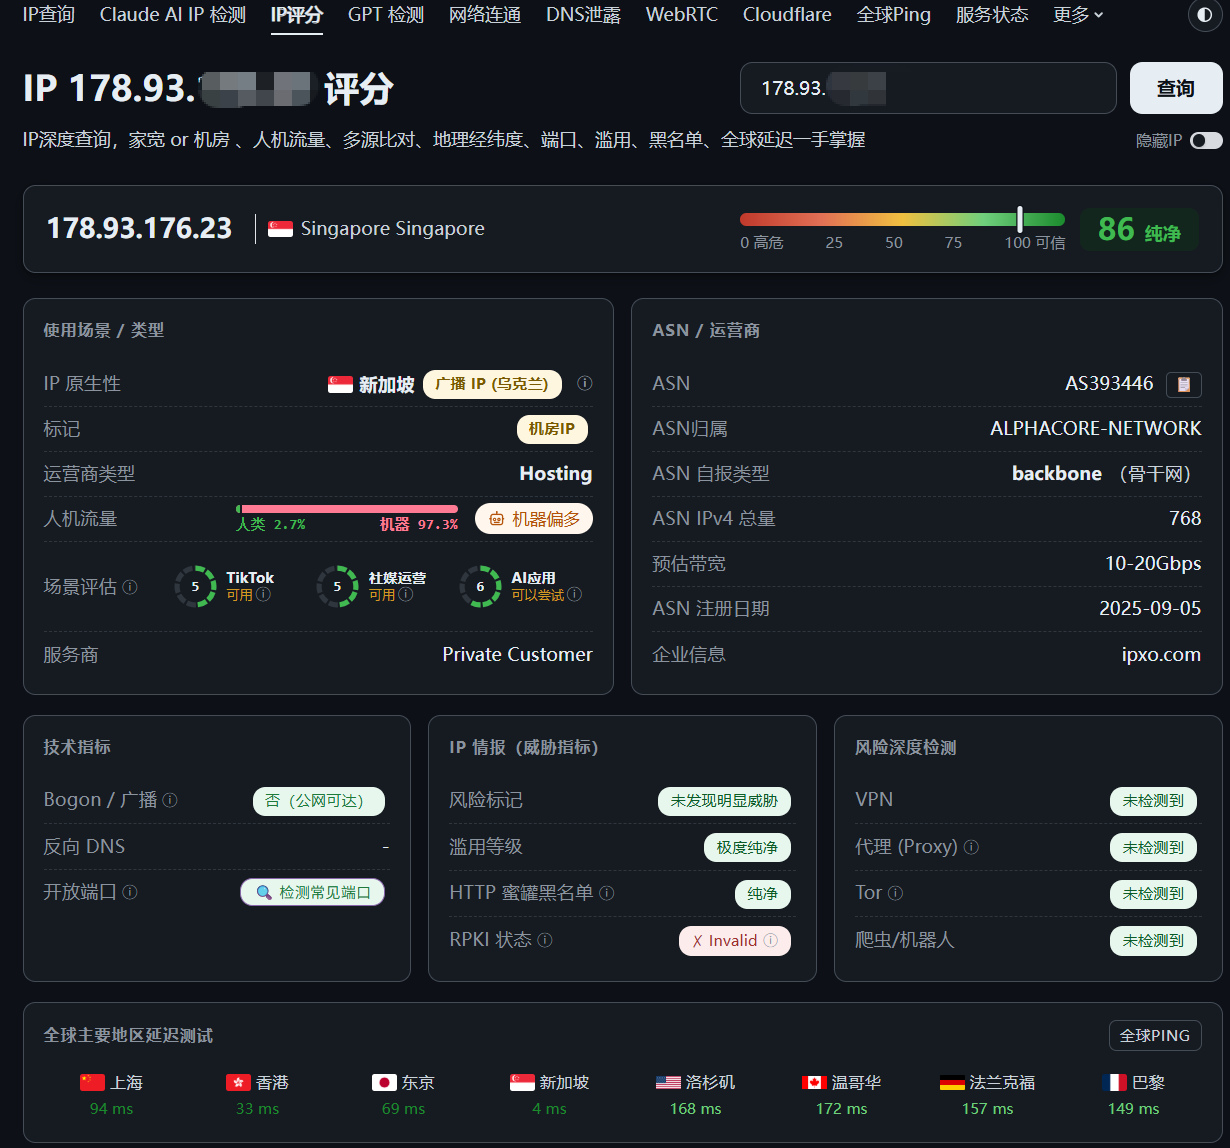 IP查询 Claude AI IP 检测 IP评分 GPT 检测 网络连通 DNS泄露 WebRTC Cloudflare 全球Ping 服务状态 更多
IP 178.93. 评分
178.93.
查询
IP深度查询，家宽 or 机房 、人机流量、多源比对、地理经纬度、端口、滥用、黑名单、全球延迟一手掌握
隐藏IP
178.93.176.23 Singapore Singapore
0 高危 25 50 75 100 可信
86 纯净
使用场景 / 类型
IP 原生性 新加坡 广播 IP (乌克兰)
标记 机房IP
运营商类型 Hosting
人机流量 人类 2.7% 机器 97.3% 机器偏多
场景评估 5 TikTok 可用 5 社媒运营 可用 6 AI应用 可以尝试
服务商 Private Customer
ASN / 运营商
ASN AS393446
ASN归属 ALPHACORE-NETWORK
ASN 自报类型 backbone （骨干网）
ASN IPv4 总量 768
预估带宽 10-20Gbps
ASN 注册日期 2025-09-05
企业信息 ipxo.com
技术指标
Bogon / 广播 否（公网可达）
反向 DNS -
开放端口 检测常见端口
IP 情报（威胁指标）
风险标记 未发现明显威胁
滥用等级 极度纯净
HTTP 蜜罐黑名单 纯净
RPKI 状态 ✗ Invalid
风险深度检测
VPN 未检测到
代理 (Proxy) 未检测到
Tor 未检测到
爬虫/机器人 未检测到
全球主要地区延迟测试
全球PING
上海 香港 东京 新加坡 洛杉矶 温哥华 法兰克福 巴黎
94 ms 33 ms 69 ms 4 ms 168 ms 172 ms 157 ms 149 ms